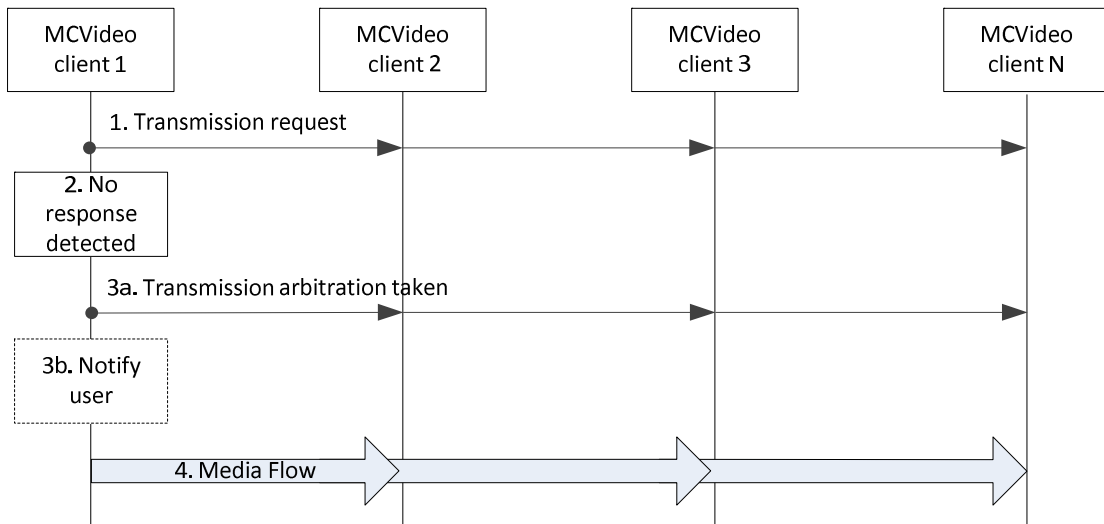 MCVideo
client 1
MCVideo
client 2
MCVideo
client 3
MCVideo
client N
1. Transmission request
2. No
response
detected
3a. Transmission arbitration taken
3b. Notify
user
4. Media Flow